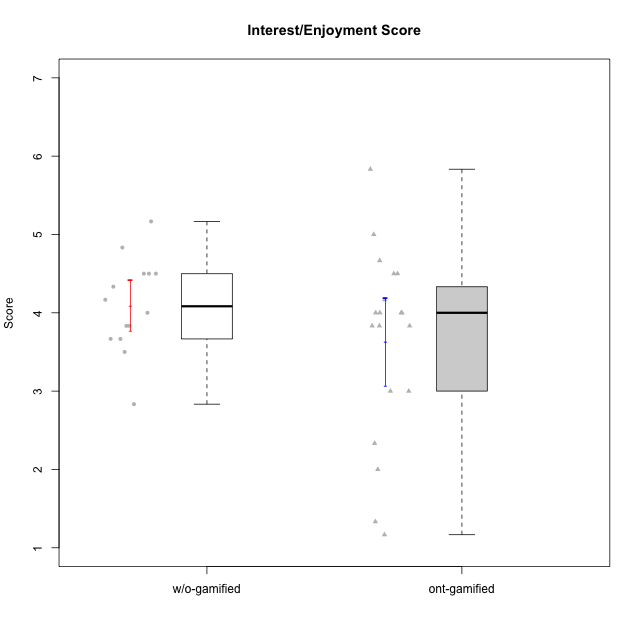 Interest/Enjoyment Score
Score
7
6
5
4
3
2
1
w/o-gamified
ont-gamified